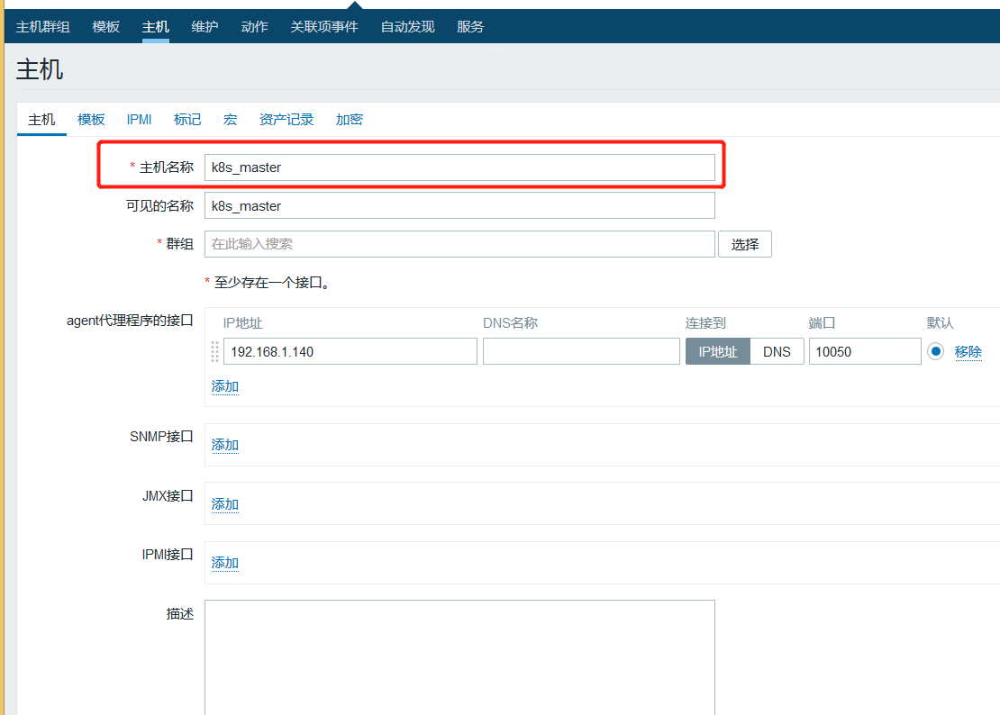 主机群组 模板 主机 维护 动作 关联项事件 自动发现 服务
主机
主机 模板 IPMI 标记 宏 资产记录 加密
* 主机名称 k8s_master
可见的名称 k8s_master
* 群组 在此输入搜索 选择
* 至少存在一个接口。
agent代理程序的接口 IP地址 DNS名称 连接到 端口 默认
192.168.1.140 IP地址 DNS 10050 移除
添加
SNMP接口 添加
JMX接口 添加
IPMI接口 添加
描述